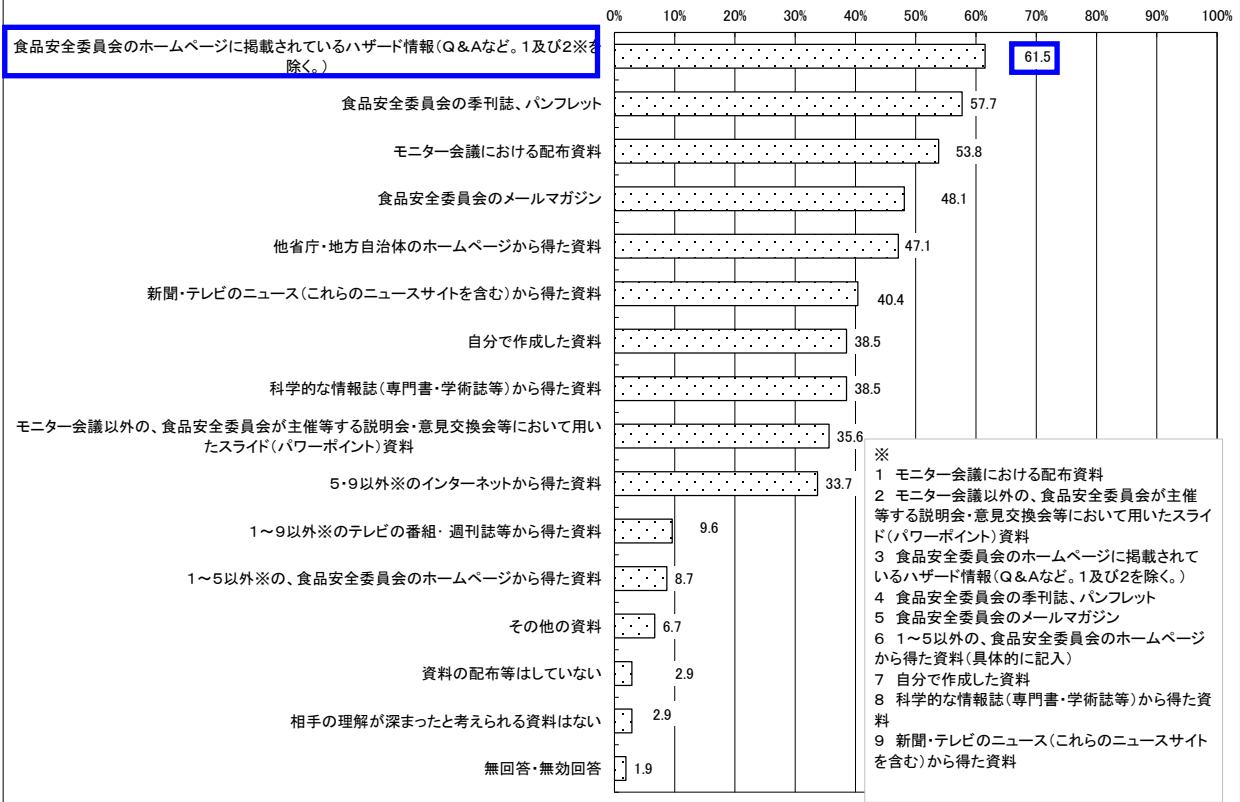 0% 10% 20% 30% 40% 50% 60% 70% 80% 90% 100%
食品安全委員会のホームページに掲載されているハザード情報(Q&Aなど。1及び2※を
除く。)
61.5
食品安全委員会の季刊誌、パンフレット
57.7
モニター会議における配布資料
53.8
食品安全委員会のメールマガジン
48.1
他省庁・地方自治体のホームページから得た資料
47.1
新聞・テレビのニュース(これらのニュースサイトを含む)から得た資料
40.4
自分で作成した資料
38.5
科学的な情報誌(専門書・学術誌等)から得た資料
38.5
モニター会議以外の、食品安全委員会が主催等する説明会・意見交換会等において用い
たスライド(パワーポイント)資料
35.6
5・9以外※のインターネットから得た資料
33.7
1~9以外※のテレビの番組・週刊誌等から得た資料
9.6
1~5以外※の、食品安全委員会のホームページから得た資料
8.7
その他の資料
6.7
資料の配布等はしていない
2.9
相手の理解が深まったと考えられる資料はない
2.9
無回答・無効回答
1.9
※
1 モニター会議における配布資料
2 モニター会議以外の、食品安全委員会が主催
等する説明会・意見交換会等において用いたスライ
ド(パワーポイント)資料
3 食品安全委員会のホームページに掲載されて
いるハザード情報(Q&Aなど。1及び2を除く。)
4 食品安全委員会の季刊誌、パンフレット
5 食品安全委員会のメールマガジン
6 1~5以外の、食品安全委員会のホームページ
から得た資料(具体的に記入)
7 自分で作成した資料
8 科学的な情報誌(専門書・学術誌等)から得た資
料
9 新聞・テレビのニュース(これらのニュースサイト
を含む)から得た資料